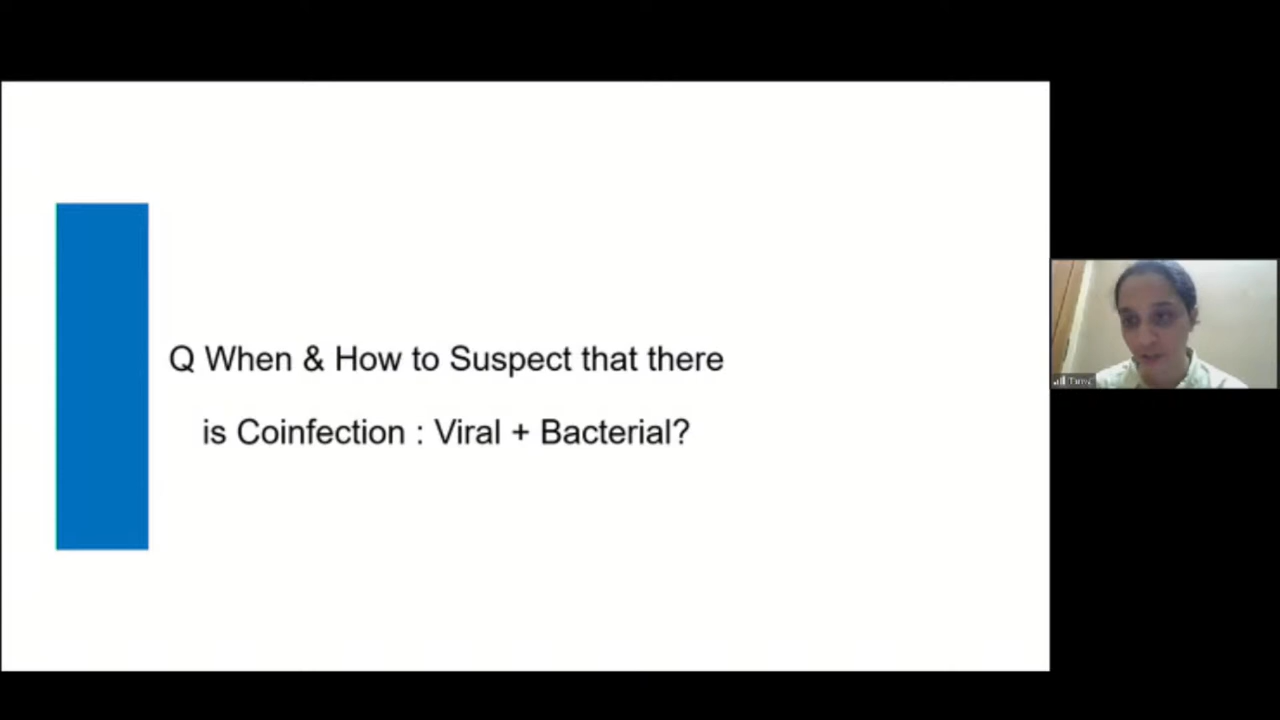 Q When & How to Suspect that there
is Coinfection : Viral + Bacterial?